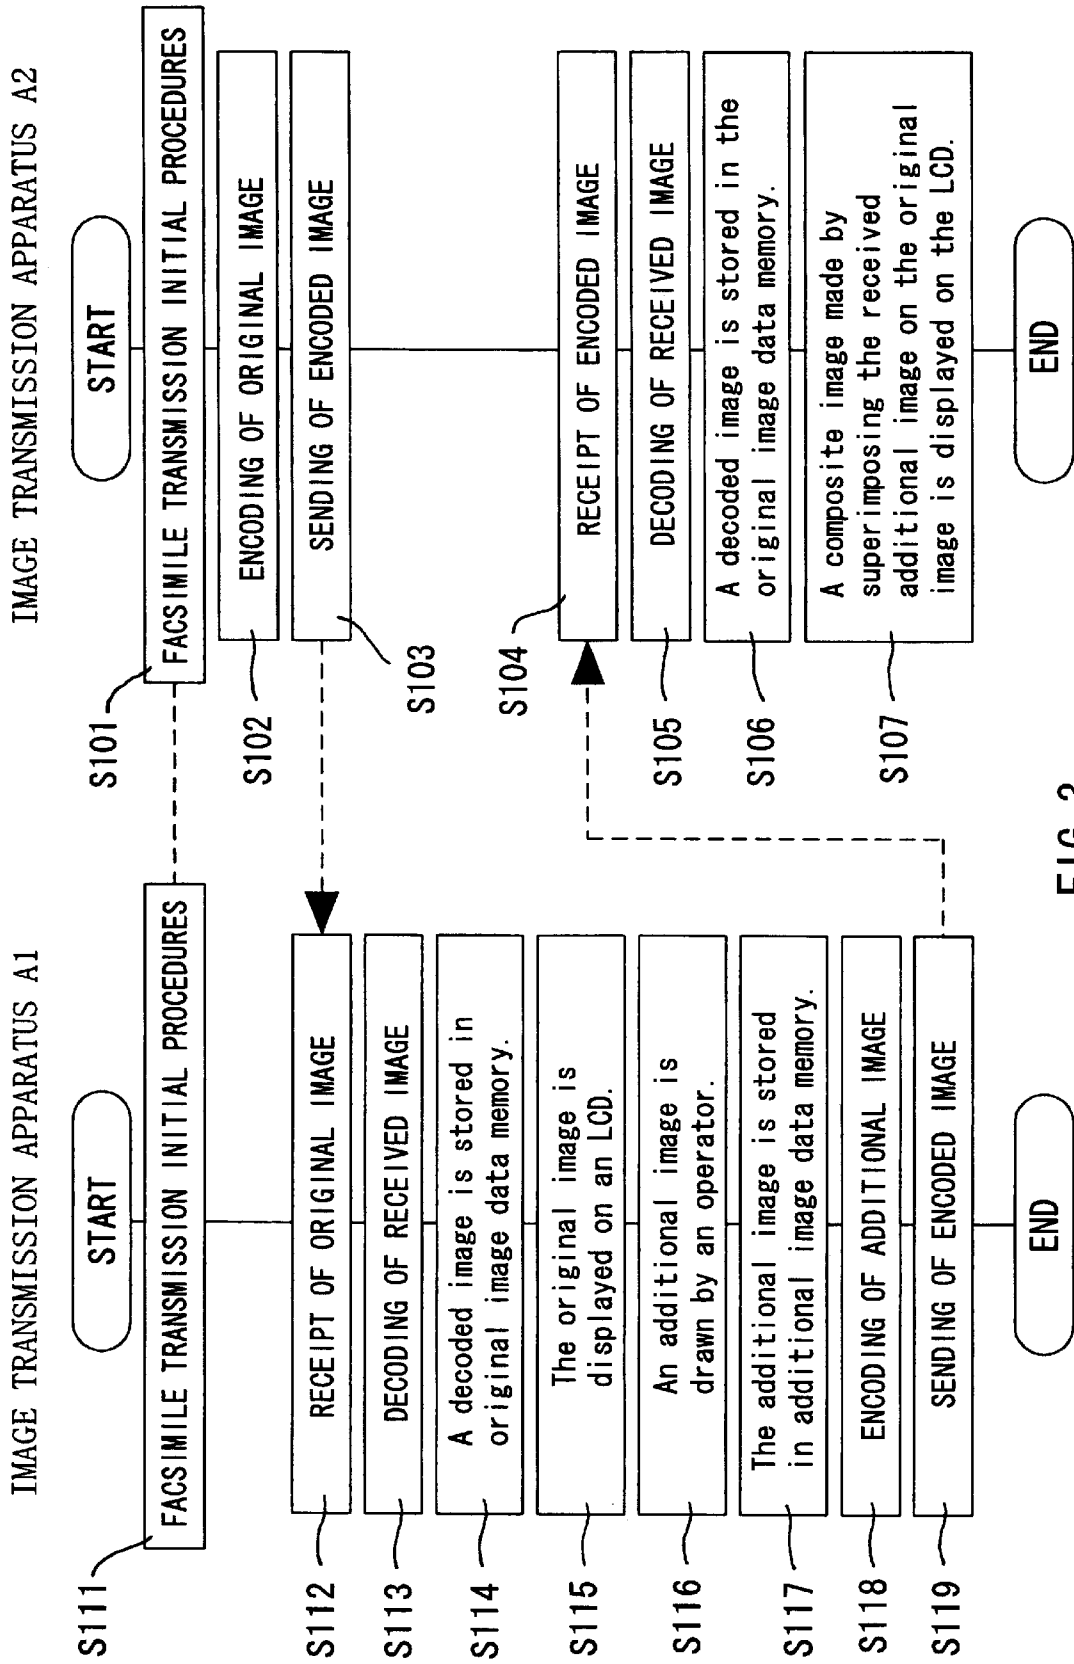 IMAGE TRANSMISSION APPARATUS A1
START
S111
FACSIMILE TRANSMISSION INITIAL PROCEDURES
S112
RECEIPT OF ORIGINAL IMAGE
S113
DECODING OF RECEIVED IMAGE
S114
A decoded image is stored in
original image data memory.
S115
The original image is
displayed on an LCD.
S116
An additional image is
drawn by an operator.
S117
The additional image is stored
in additional image data memory.
S118
ENCODING OF ADDITIONAL IMAGE
S119
SENDING OF ENCODED IMAGE
END
IMAGE TRANSMISSION APPARATUS A2
START
S101
FACSIMILE TRANSMISSION INITIAL PROCEDURES
S102
ENCODING OF ORIGINAL IMAGE
S103
SENDING OF ENCODED IMAGE
S104
RECEIPT OF ENCODED IMAGE
S105
DECODING OF RECEIVED IMAGE
S106
A decoded image is stored in the
original image data memory.
S107
A composite image made by
superimposing the received
additional image on the original
image is displayed on the LCD.
END
FIG